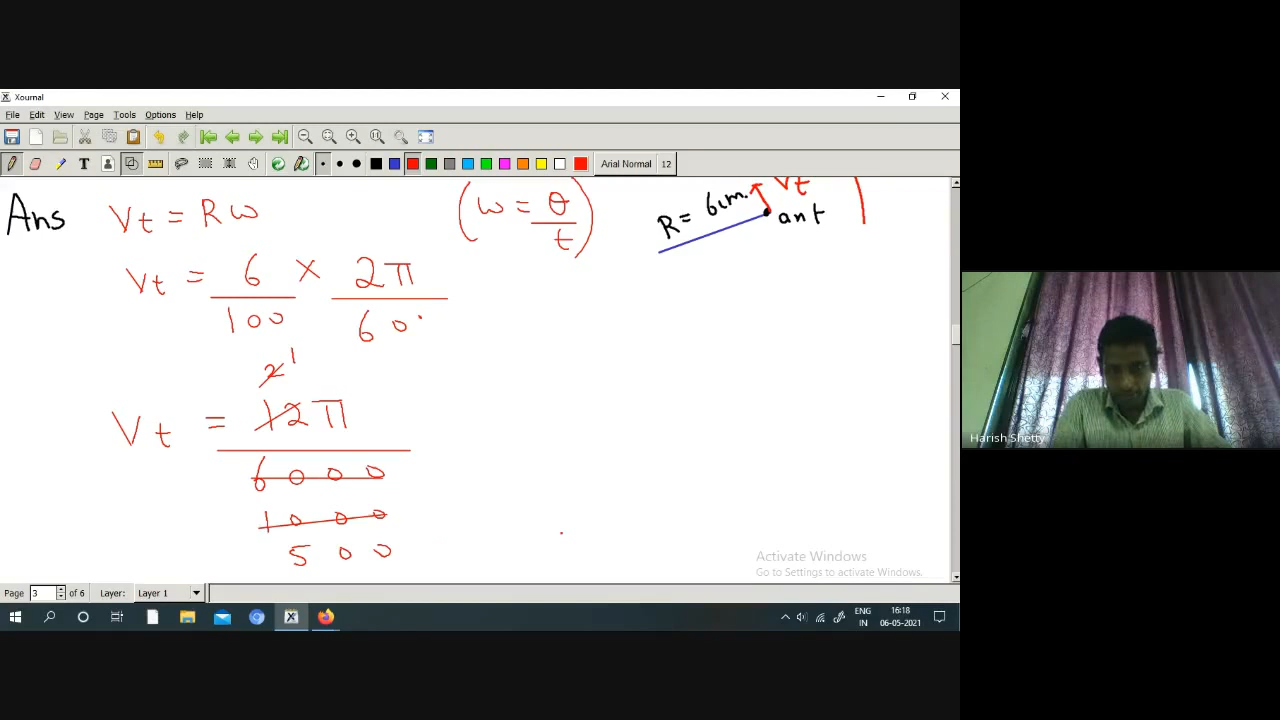 Xournal
File Edit View Page Tools Options Help
Arial Normal 12
Ans Vt = Rω (ω = θ/t) R = 6cm. Vt ant
Vt = 6/100 × 2π/60
2 1
Vt = 12π
6000
1000
500
Harish Shetty
Activate Windows
Go to Settings to activate Windows.
Page 3 of 6 Layer: Layer 1
ENG 16:18
IN 06-05-2021